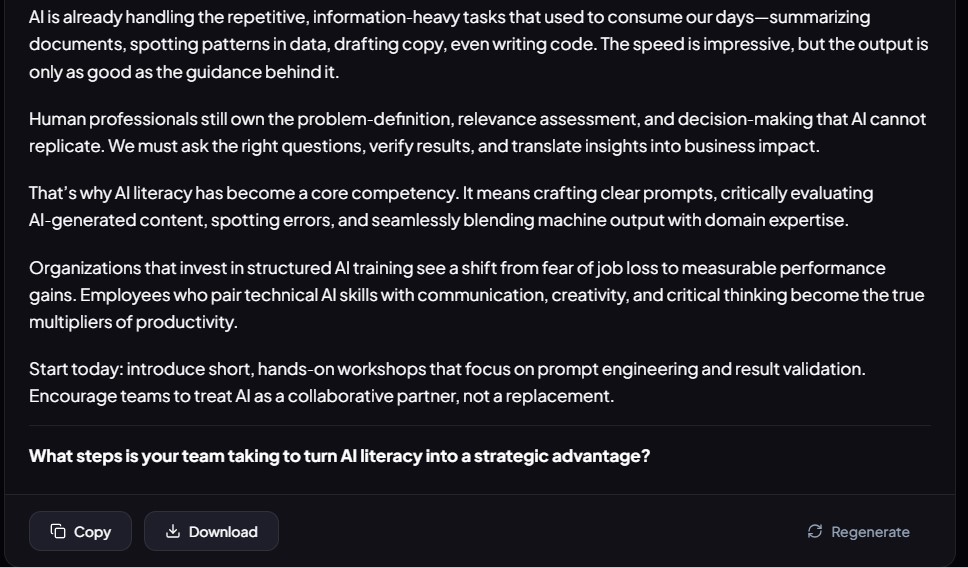 AI is already handling the repetitive, information-heavy tasks that used to consume our days—summarizing
documents, spotting patterns in data, drafting copy, even writing code. The speed is impressive, but the output is
only as good as the guidance behind it.
Human professionals still own the problem-definition, relevance assessment, and decision-making that AI cannot
replicate. We must ask the right questions, verify results, and translate insights into business impact.
That's why AI literacy has become a core competency. It means crafting clear prompts, critically evaluating
AI-generated content, spotting errors, and seamlessly blending machine output with domain expertise.
Organizations that invest in structured AI training see a shift from fear of job loss to measurable performance
gains. Employees who pair technical AI skills with communication, creativity, and critical thinking become the true
multipliers of productivity.
Start today: introduce short, hands-on workshops that focus on prompt engineering and result validation.
Encourage teams to treat AI as a collaborative partner, not a replacement.
What steps is your team taking to turn AI literacy into a strategic advantage?
Copy Download Regenerate